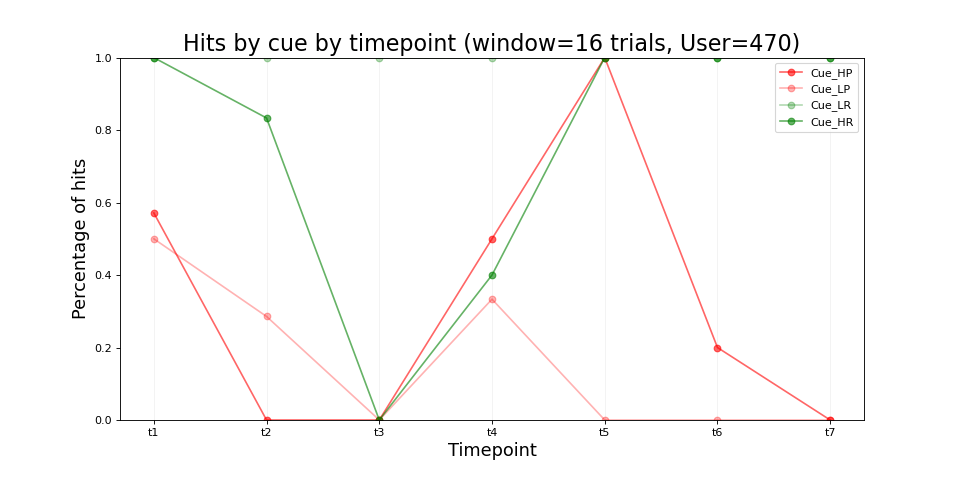 Hits by cue by timepoint (window=16 trials, User=470)
Percentage of hits
1.0
0.8
0.6
0.4
0.2
0.0
Cue_HP
Cue_LP
Cue_LR
Cue_HR
t1 t2 t3 t4 t5 t6 t7
Timepoint